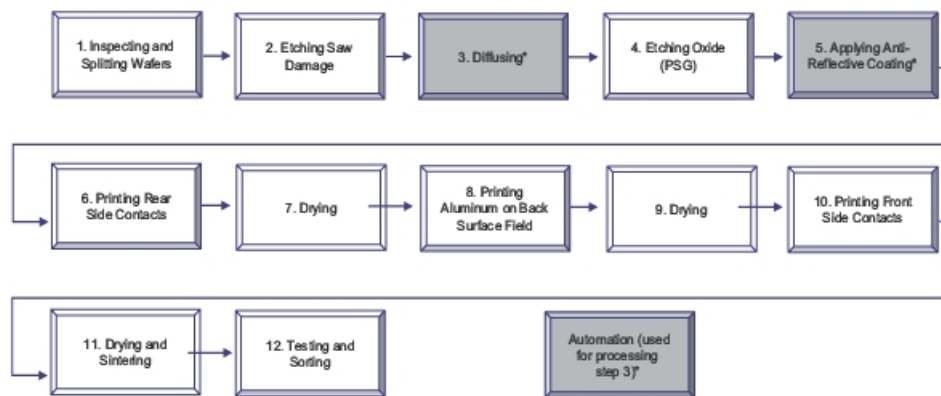 1. Inspecting and
Splitting Wafers
2. Etching Saw
Damage
3. Diffusing*
4. Etching Oxide
(PSG)
5. Applying Anti-
Reflective Coating*
6. Printing Rear
Side Contacts
7. Drying
8. Printing
Aluminum on Back
Surface Field
9. Drying
10. Printing Front
Side Contacts
11. Drying and
Sintering
12. Testing and
Sorting
Automation (used
for processing
step 3)*